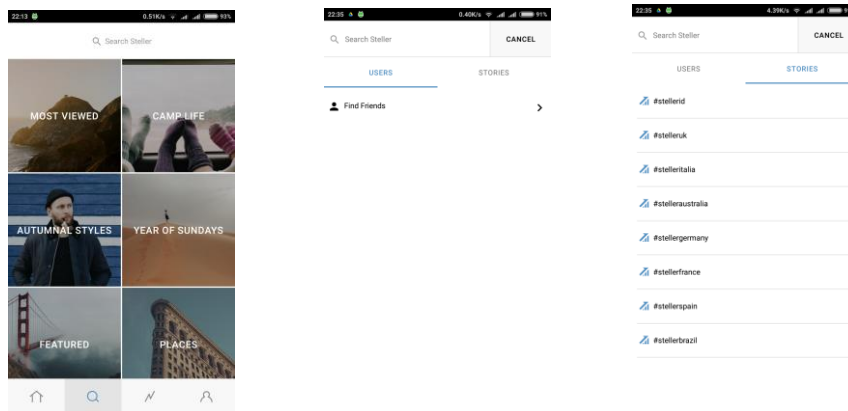 22:13 0.51K/s 93%
Search Steller
MOST VIEWED CAMP LIFE
AUTUMNAL STYLES YEAR OF SUNDAYS
FEATURED PLACES
22:35 0.40K/s 91%
Search Steller CANCEL
USERS STORIES
Find Friends
22:35 4.39K/s
Search Steller CANCEL
USERS STORIES
#stellerid
#stelleruk
#stelleritalia
#stelleraustralia
#stellergermany
#stellerfrance
#stellerspain
#stellerbrazil